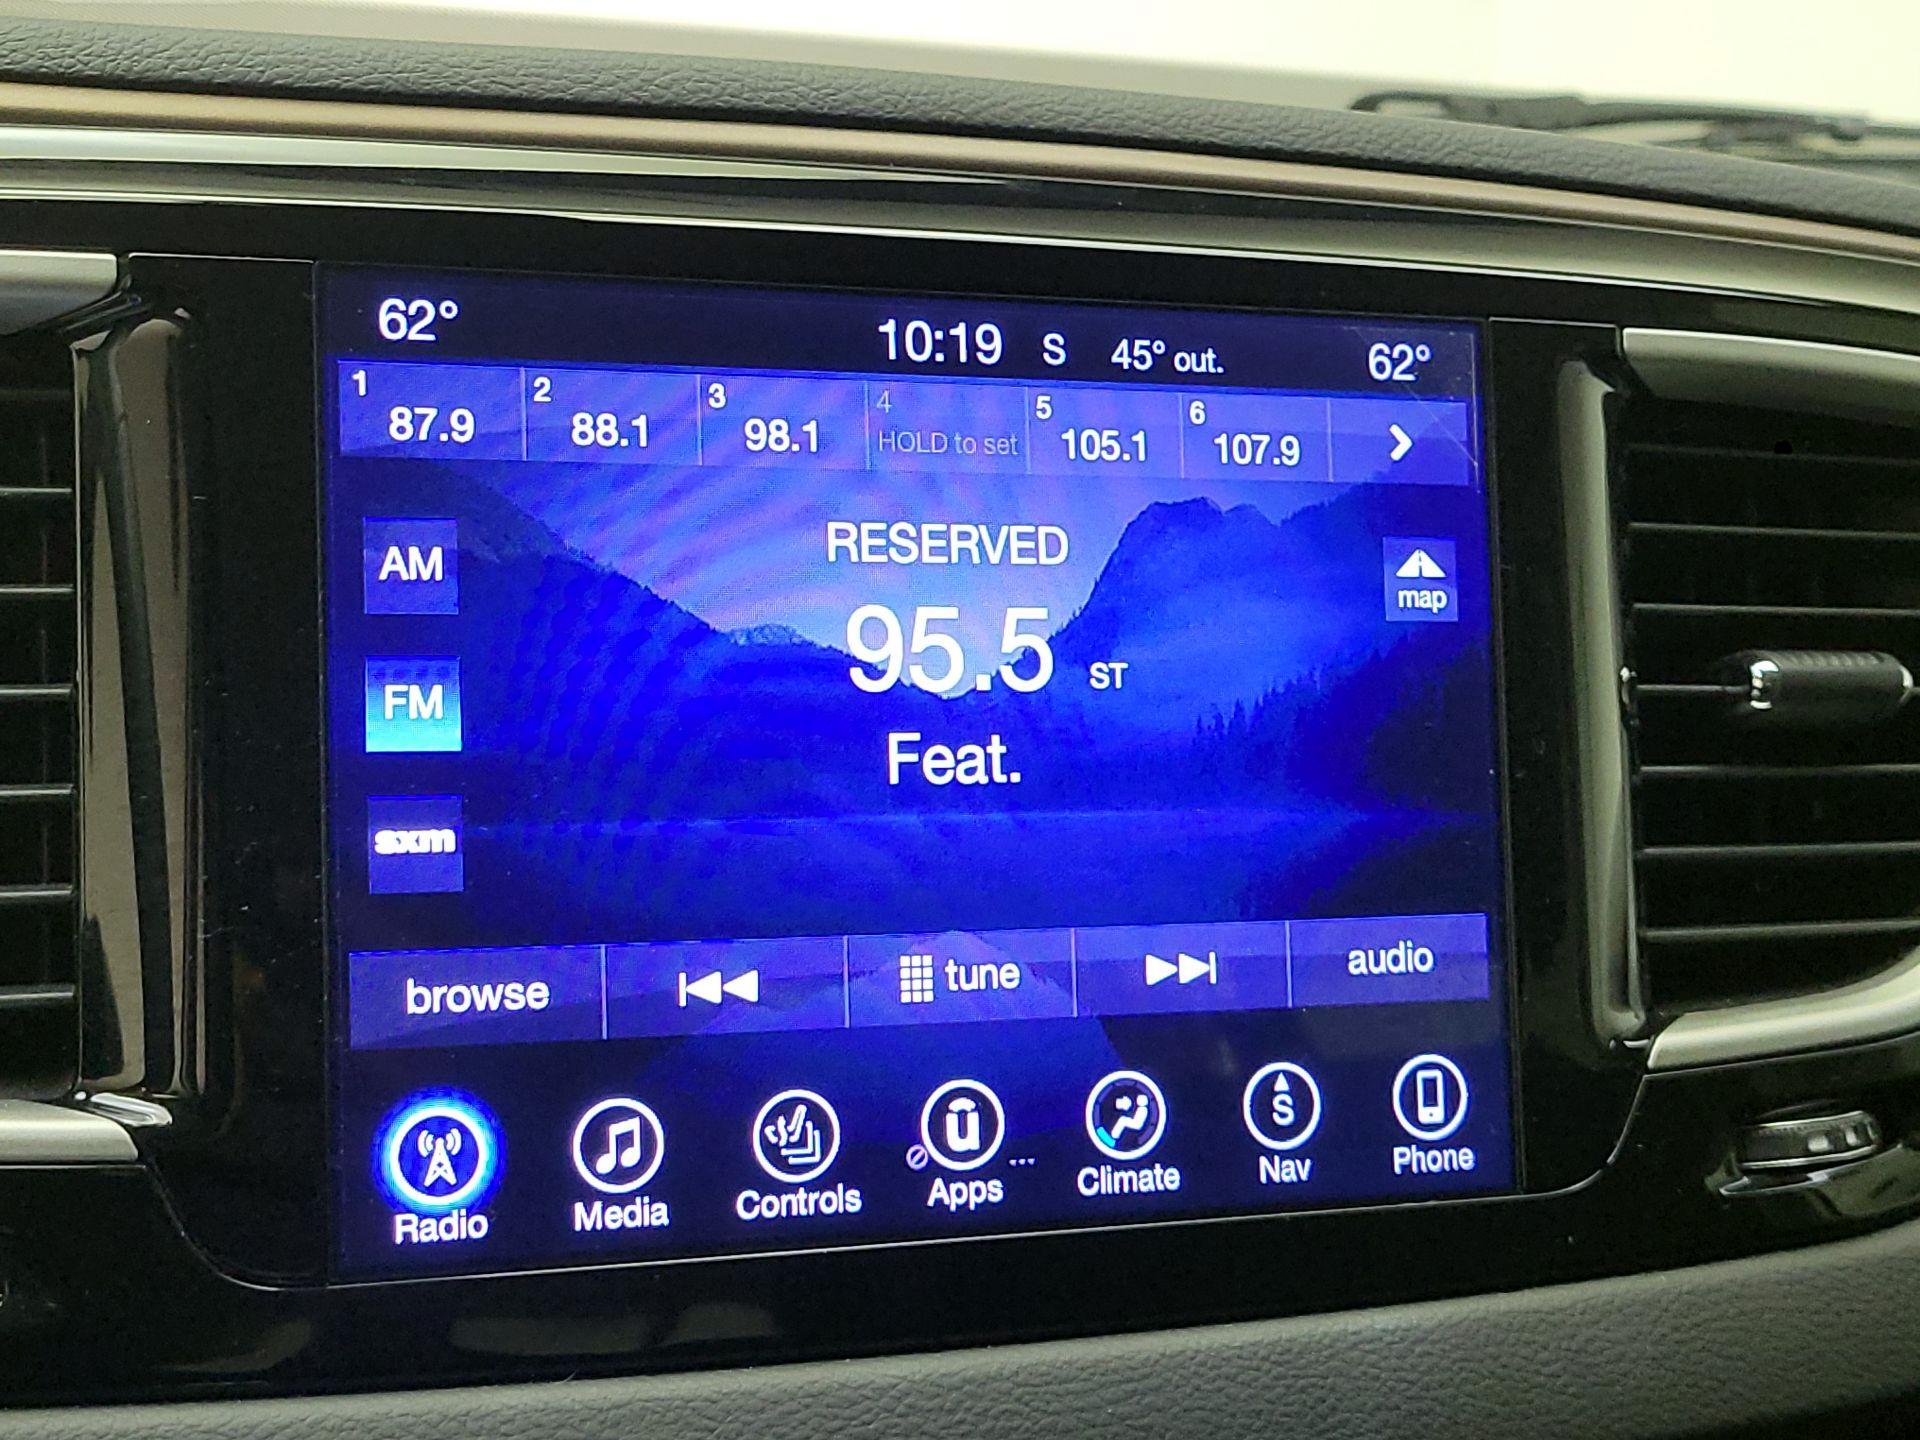 62° 10:19 S 45° out. 62°
1 2 3 4 5 6
87.9 88.1 98.1 HOLD to set 105.1 107.9
RESERVED
AM
map
95.5 ST
FM
Feat.
sxm
browse tune audio
S
Radio Media Controls Apps ... Climate Nav Phone